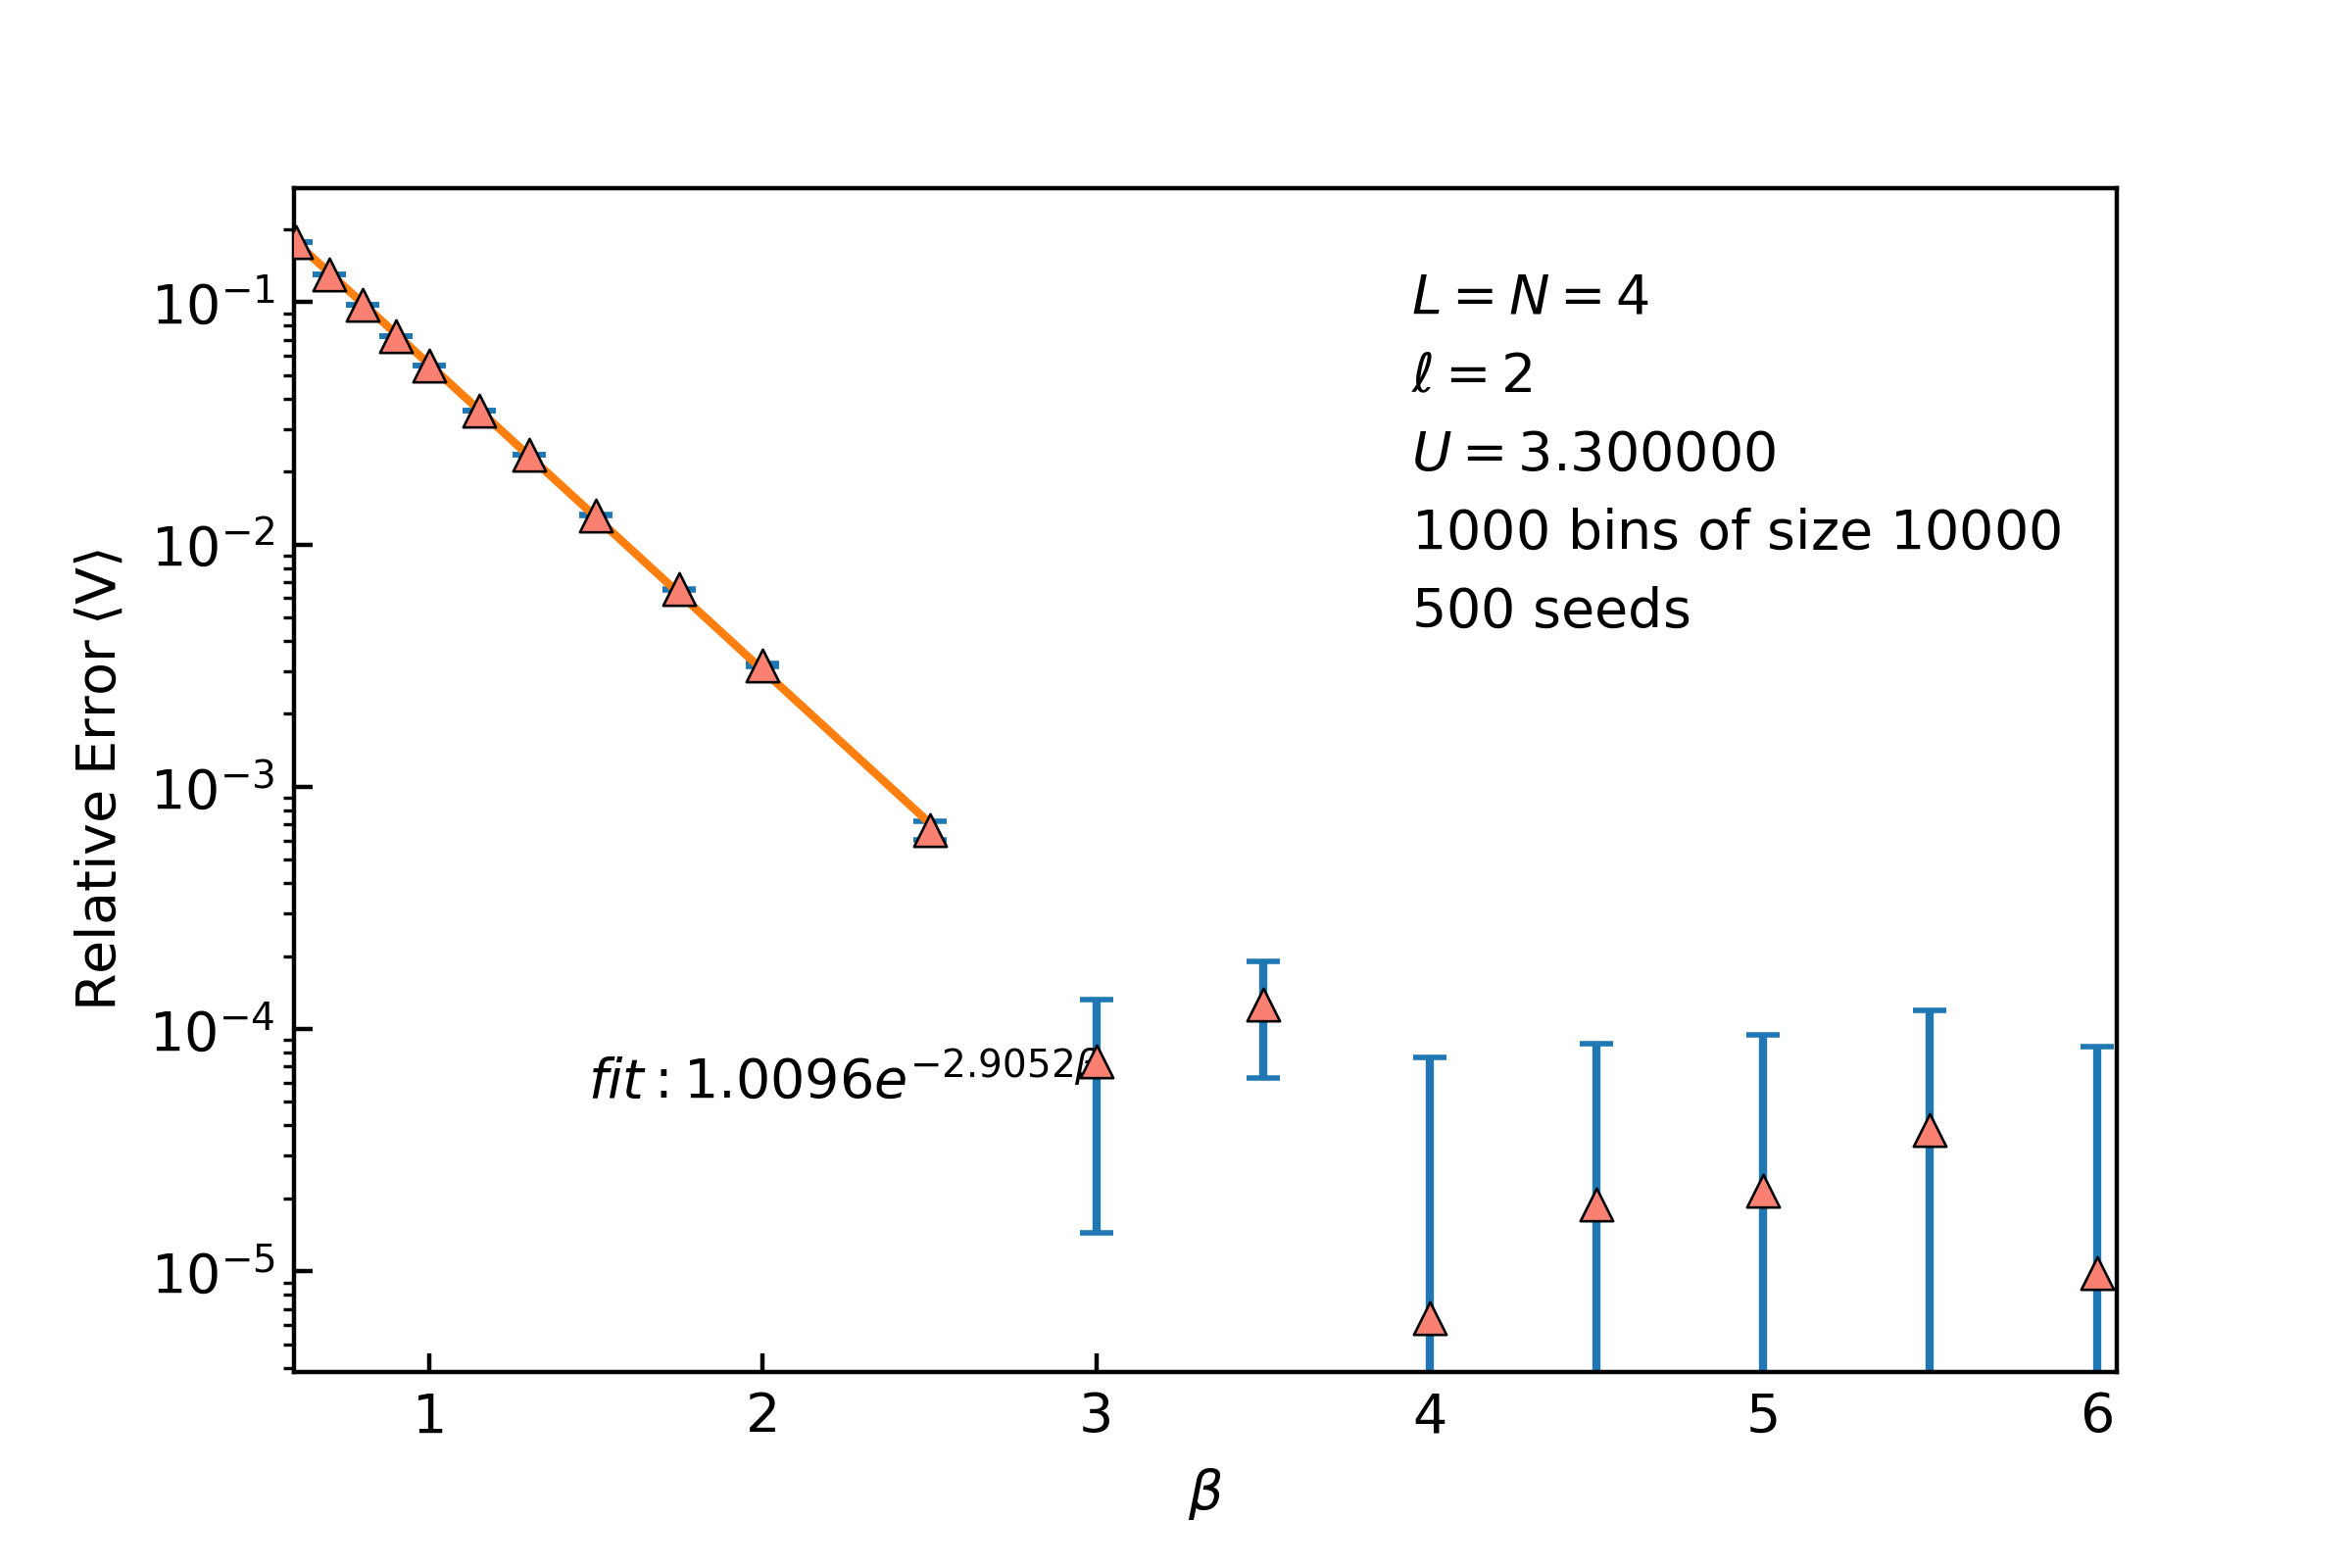 10⁻¹
10⁻²
10⁻³
10⁻⁴
10⁻⁵
Relative Error ⟨V⟩
L = N = 4
ℓ = 2
U = 3.300000
1000 bins of size 10000
500 seeds
fit : 1.0096e^{−2.9052β}
1 2 3 4 5 6
β